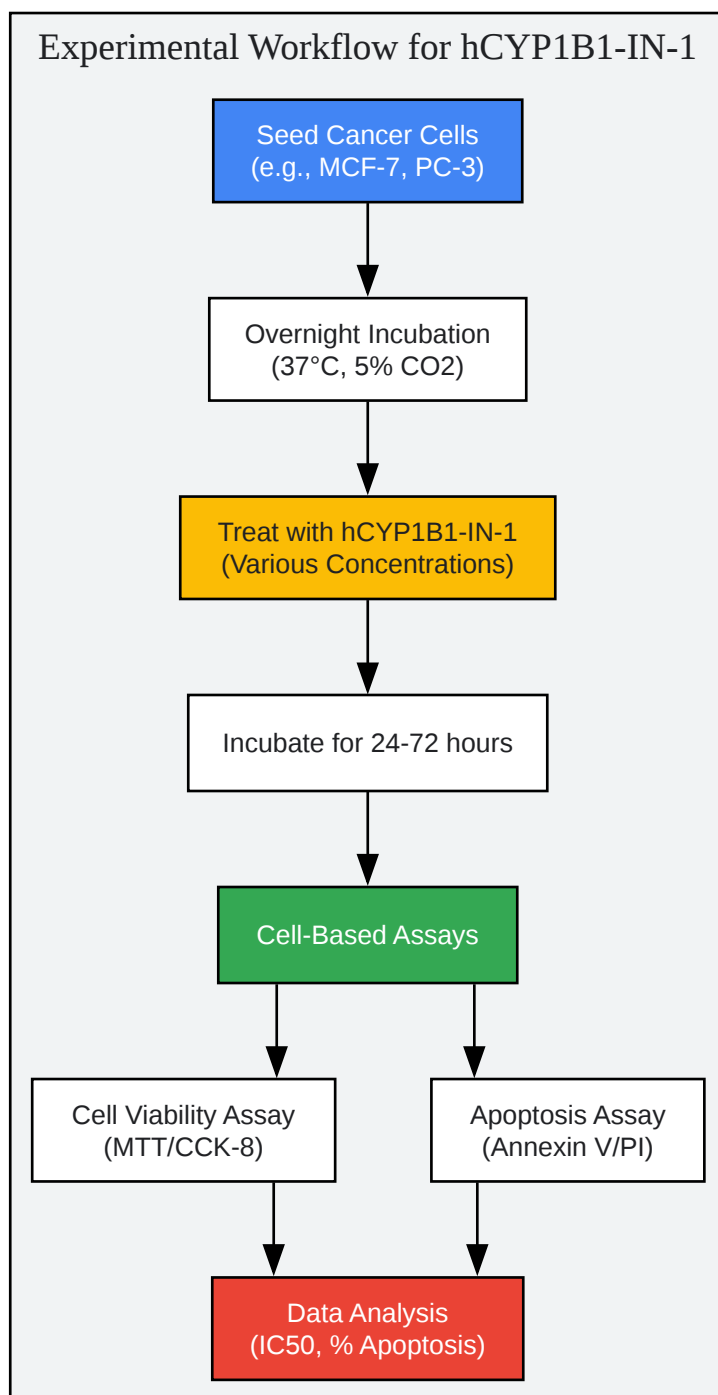 Experimental Workflow for hCYP1B1-IN-1
Seed Cancer Cells
(e.g., MCF-7, PC-3)
Overnight Incubation
(37°C, 5% CO2)
Treat with hCYP1B1-IN-1
(Various Concentrations)
Incubate for 24-72 hours
Cell-Based Assays
Cell Viability Assay
(MTT/CCK-8)
Apoptosis Assay
(Annexin V/PI)
Data Analysis
(IC50, % Apoptosis)